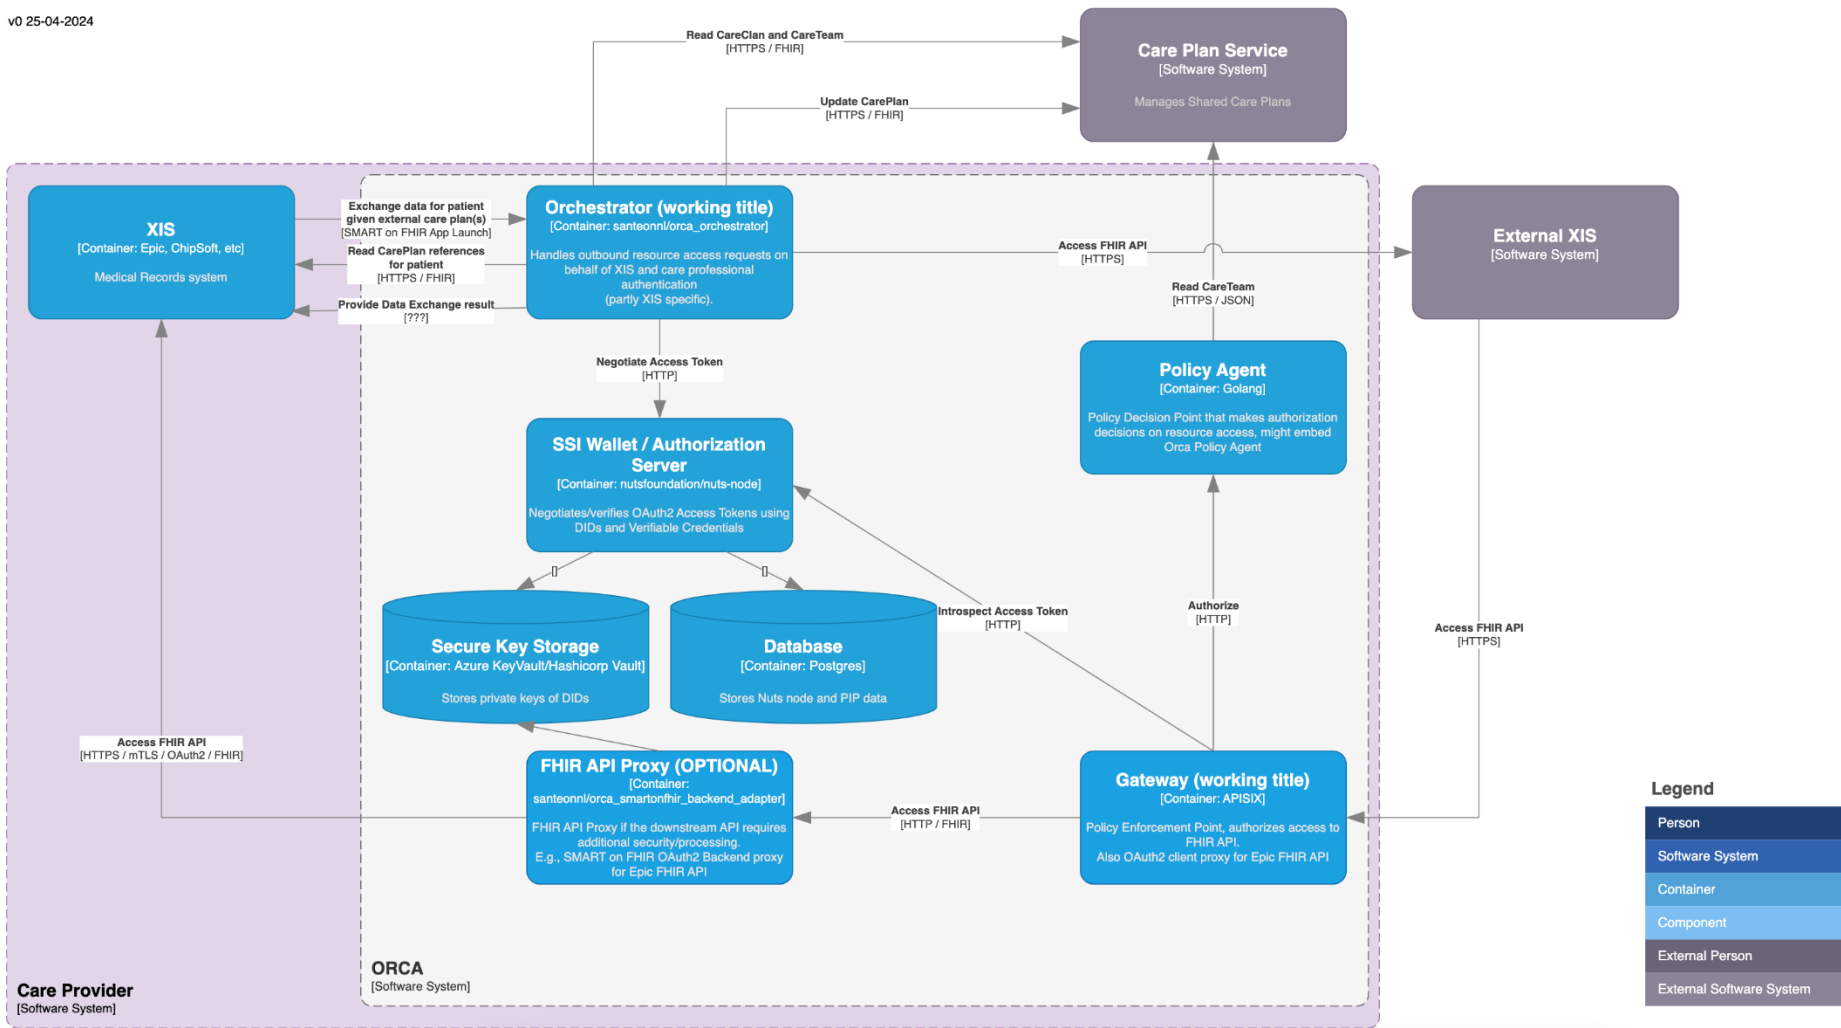 v0 25-04-2024
Read CareClan and CareTeam
[HTTPS / FHIR]
Care Plan Service
[Software System]
Manages Shared Care Plans
Update CarePlan
[HTTPS / FHIR]
XIS
[Container: Epic, ChipSoft, etc]
Medical Records system
Exchange data for patient
given external care plan(s)
[SMART on FHIR App Launch]
Read CarePlan references
for patient
[HTTPS / FHIR]
Provide Data Exchange result
[???]
Orchestrator (working title)
[Container: santeonnl/orca_orchestrator]
Handles outbound resource access requests on
behalf of XIS and care professional
authentication
(partly XIS specific).
Access FHIR API
[HTTPS]
External XIS
[Software System]
Read CareTeam
[HTTPS / JSON]
Negotiate Access Token
[HTTP]
Policy Agent
[Container: Golang]
Policy Decision Point that makes authorization
decisions on resource access, might embed
Orca Policy Agent
SSI Wallet / Authorization
Server
[Container: nutsfoundation/nuts-node]
Negotiates/verifies OAuth2 Access Tokens using
DIDs and Verifiable Credentials
[]
[]
Introspect Access Token
[HTTP]
Authorize
[HTTP]
Access FHIR API
[HTTPS]
Secure Key Storage
[Container: Azure KeyVault/Hashicorp Vault]
Stores private keys of DIDs
Database
[Container: Postgres]
Stores Nuts node and PIP data
Access FHIR API
[HTTPS / mTLS / OAuth2 / FHIR]
FHIR API Proxy (OPTIONAL)
[Container:
santeonnl/orca_smartonfhir_backend_adapter]
FHIR API Proxy if the downstream API requires
additional security/processing.
E.g., SMART on FHIR OAuth2 Backend proxy
for Epic FHIR API
Access FHIR API
[HTTP / FHIR]
Gateway (working title)
[Container: APISIX]
Policy Enforcement Point, authorizes access to
FHIR API.
Also OAuth2 client proxy for Epic FHIR API
ORCA
[Software System]
Care Provider
[Software System]
Legend
Person
Software System
Container
Component
External Person
External Software System